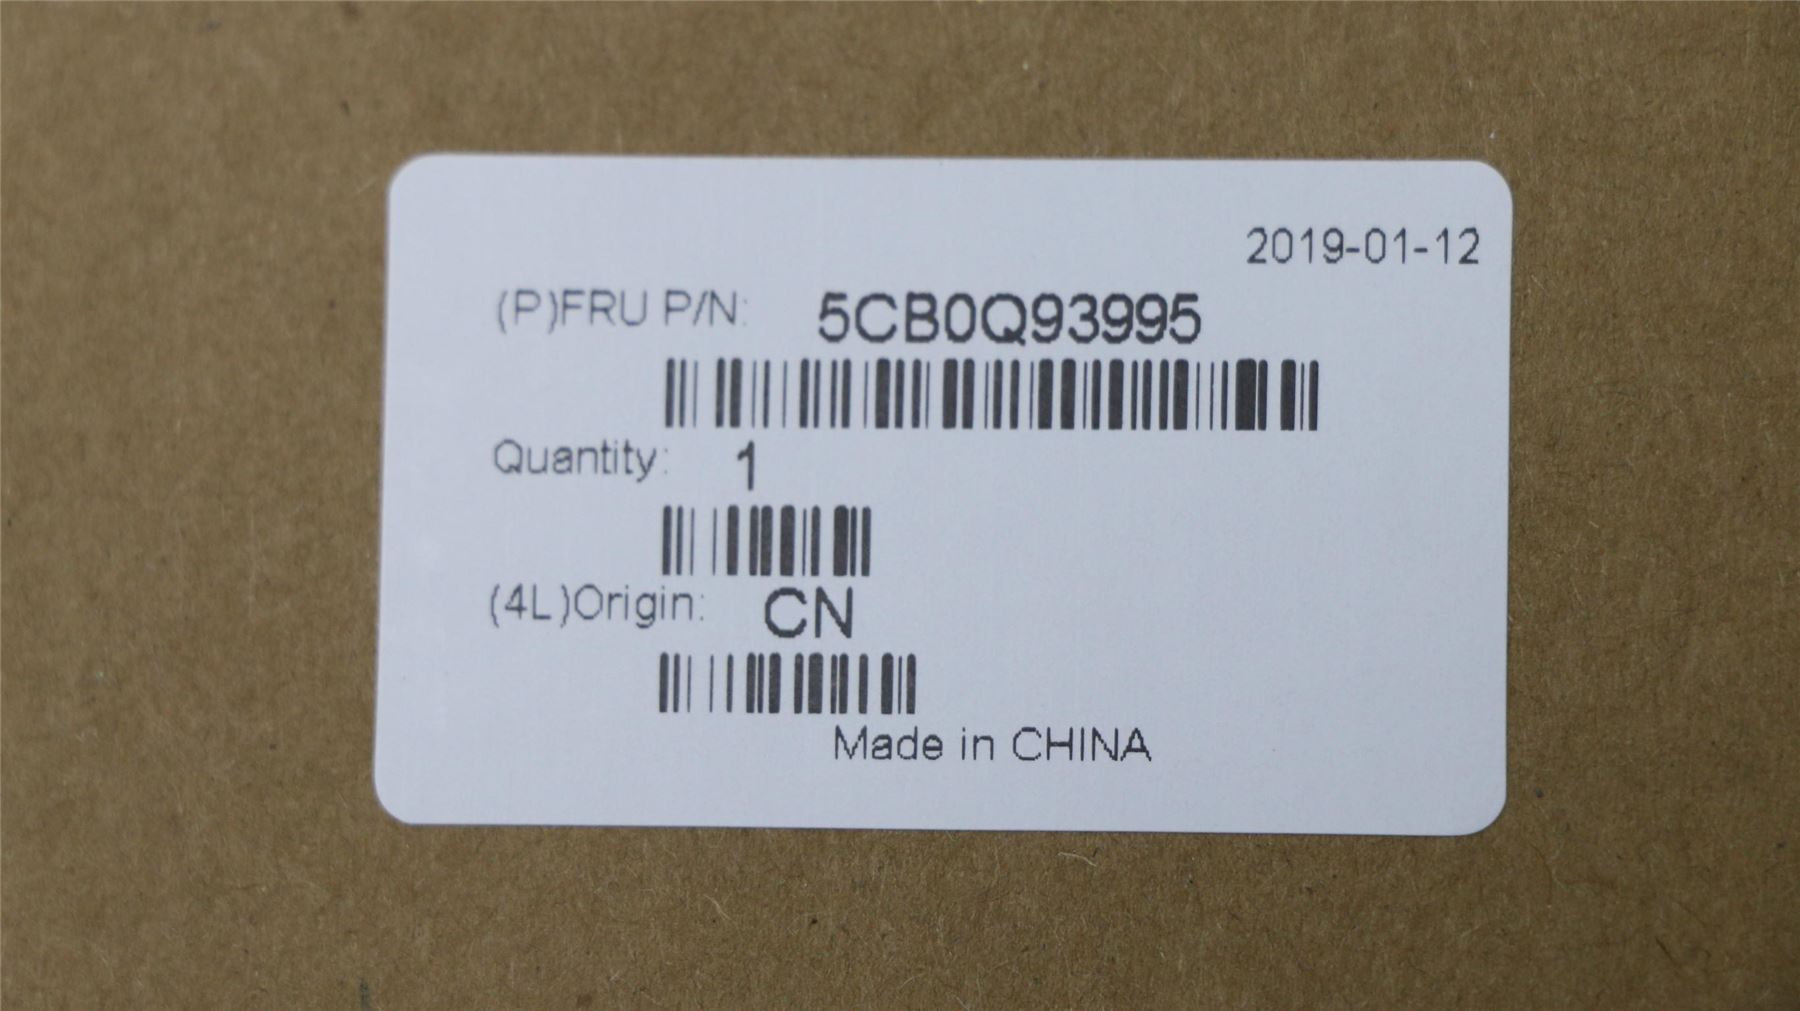 2019-01-12
(P)FRU P/N: 5CB0Q93995
Quantity: 1
(4L)Origin: CN
Made in CHINA